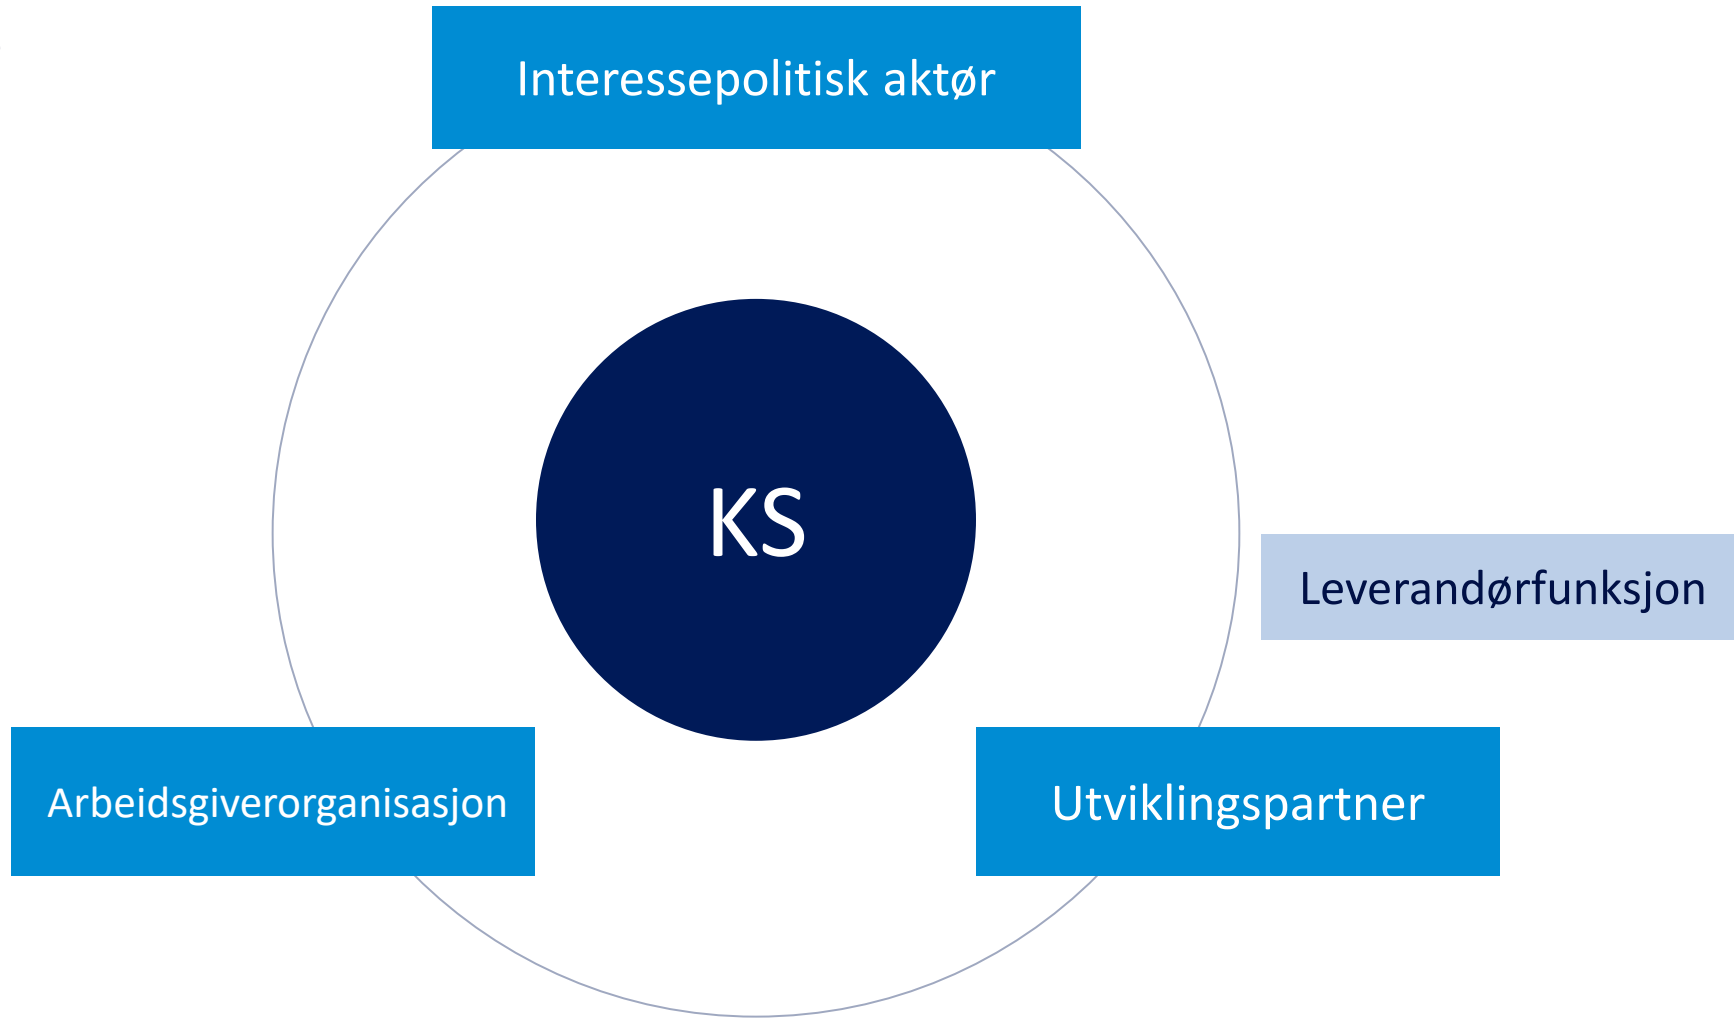 Interessepolitisk aktør
KS
Leverandørfunksjon
Arbeidsgiverorganisasjon
Utviklingspartner